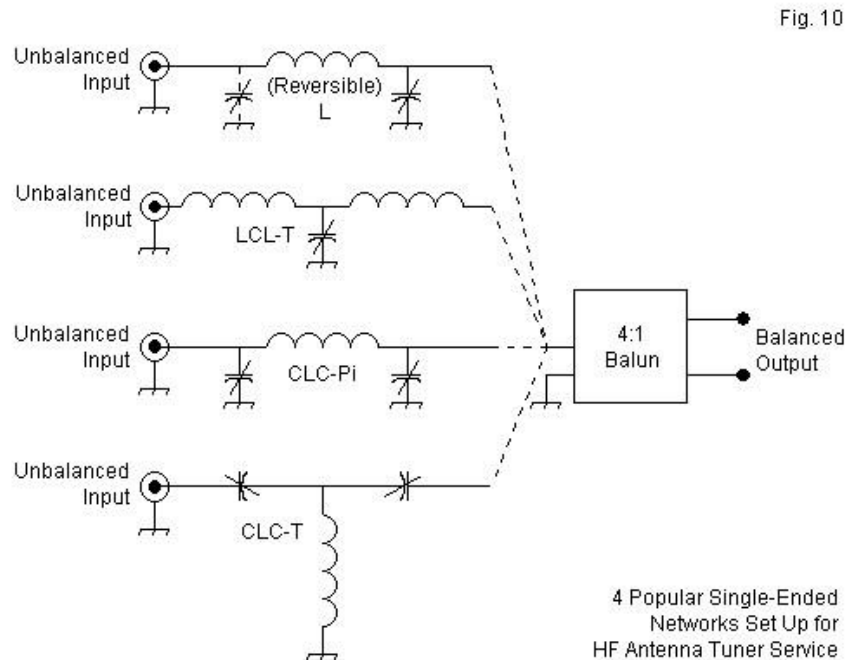 Fig. 10
Unbalanced
Input
(Reversible)
L
Unbalanced
Input
LCL-T
Unbalanced
Input
CLC-Pi
4:1
Balun
Balanced
Output
Unbalanced
Input
CLC-T
4 Popular Single-Ended
Networks Set Up for
HF Antenna Tuner Service